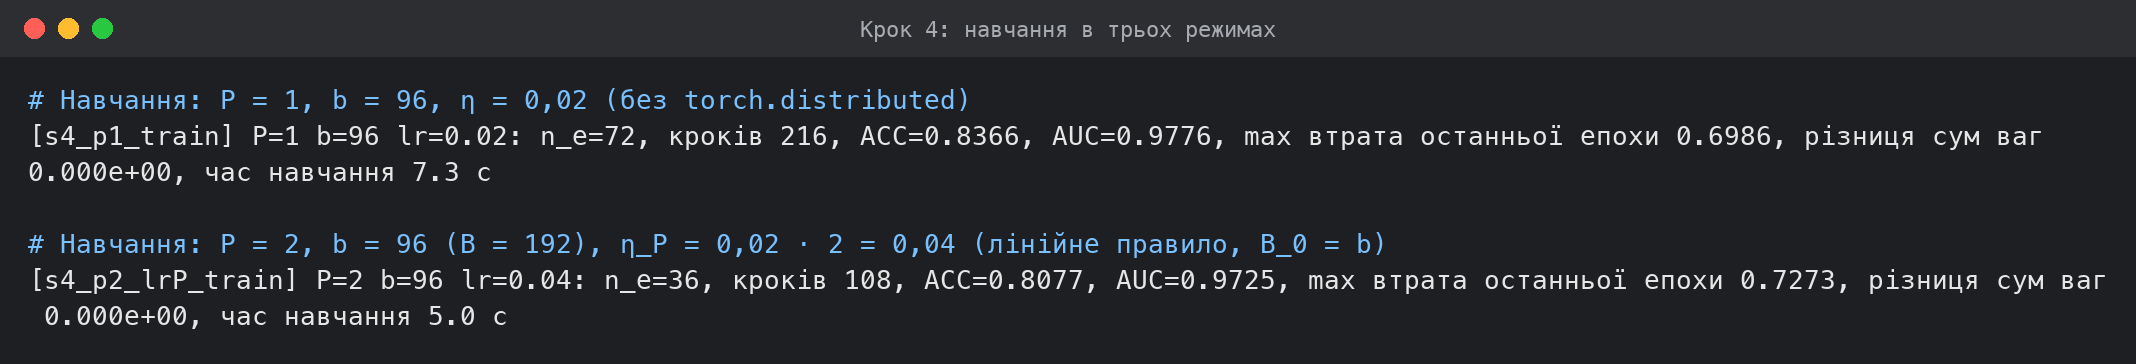 Крок 4: навчання в трьох режимах
# Навчання: P = 1, b = 96, η = 0,02 (без torch.distributed)
[s4_p1_train] P=1 b=96 lr=0.02: n_e=72, кроків 216, ACC=0.8366, AUC=0.9776, max втрата останньої епохи 0.6986, різниця сум ваг
0.000e+00, час навчання 7.3 с
# Навчання: P = 2, b = 96 (B = 192), η_P = 0,02 · 2 = 0,04 (лінійне правило, B_0 = b)
[s4_p2_lrP_train] P=2 b=96 lr=0.04: n_e=36, кроків 108, ACC=0.8077, AUC=0.9725, max втрата останньої епохи 0.7273, різниця сум ваг
0.000e+00, час навчання 5.0 с